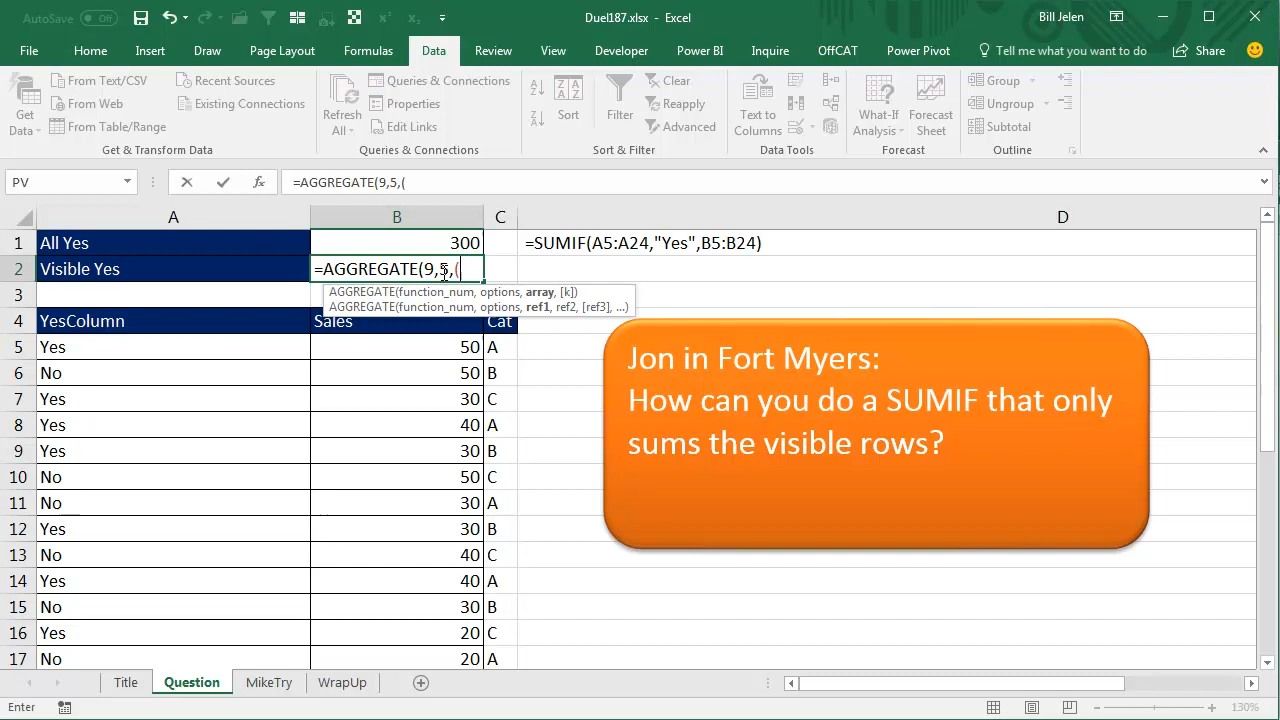 AutoSave Off
Duel187.xlsx - Excel
Bill Jelen
File Home Insert Draw Page Layout Formulas Data Review View Developer Power BI Inquire OffCAT Power Pivot Tell me what you want to do Share
Get Data
From Text/CSV
From Web
From Table/Range
Recent Sources
Existing Connections
Get & Transform Data
Refresh All
Queries & Connections
Properties
Edit Links
Queries & Connections
Sort
Filter
Clear
Reapply
Advanced
Sort & Filter
Text to Columns
Data Tools
What-If Analysis
Forecast Sheet
Forecast
Group
Ungroup
Subtotal
Outline
PV
fx
=AGGREGATE(9,5,(
A B C D
1 All Yes 300 =SUMIF(A5:A24,"Yes",B5:B24)
2 Visible Yes =AGGREGATE(9,5,(
AGGREGATE(function_num, options, array, [k])
AGGREGATE(function_num, options, ref1, ref2, [ref3], ...)
3
4 YesColumn Sales Cat
5 Yes 50 A
6 No 50 B
7 Yes 30 C
8 Yes 40 A
9 Yes 30 B
10 No 50 C
11 No 30 A
12 Yes 30 B
13 No 40 C
14 Yes 40 A
15 No 30 B
16 Yes 20 C
17 No 20 A
Jon in Fort Myers:
How can you do a SUMIF that only
sums the visible rows?
Title Question MikeTry WrapUp
Enter
130%